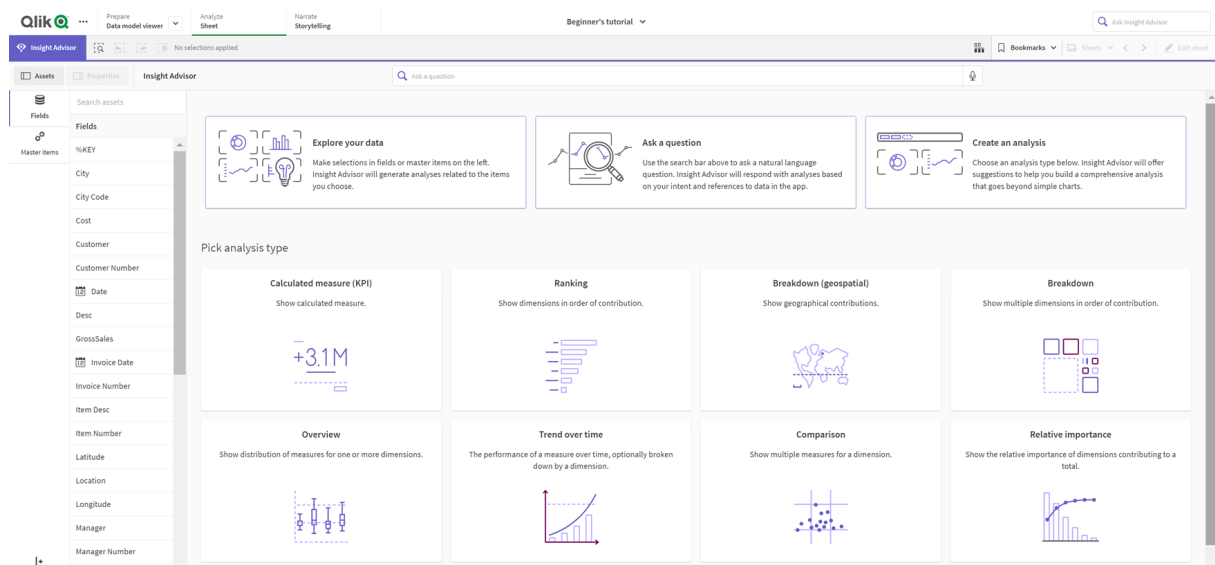 Qlik
Prepare
Data model viewer
Analyze
Sheet
Narrate
Storytelling
Beginner's tutorial
Ask Insight Advisor
Insight Advisor
No selections applied
Bookmarks
Sheets
Edit sheet
Assets
Properties
Insight Advisor
Ask a question
Fields
Master items
Search assets
Fields
%KEY
City
City Code
Cost
Customer
Customer Number
Date
Desc
GrossSales
Invoice Date
Invoice Number
Item Desc
Item Number
Latitude
Location
Longitude
Manager
Manager Number
Explore your data
Make selections in fields or master items on the left.
Insight Advisor will generate analyses related to the items
you choose.
Ask a question
Use the search bar above to ask a natural language
question. Insight Advisor will respond with analyses based
on your intent and references to data in the app.
Create an analysis
Choose an analysis type below. Insight Advisor will offer
suggestions to help you build a comprehensive analysis
that goes beyond simple charts.
Pick analysis type
Calculated measure (KPI)
Show calculated measure.
+3.1M
Ranking
Show dimensions in order of contribution.
Breakdown (geospatial)
Show geographical contributions.
Breakdown
Show multiple dimensions in order of contribution.
Overview
Show distribution of measures for one or more dimensions.
Trend over time
The performance of a measure over time, optionally broken
down by a dimension.
Comparison
Show multiple measures for a dimension.
Relative importance
Show the relative importance of dimensions contributing to a
total.